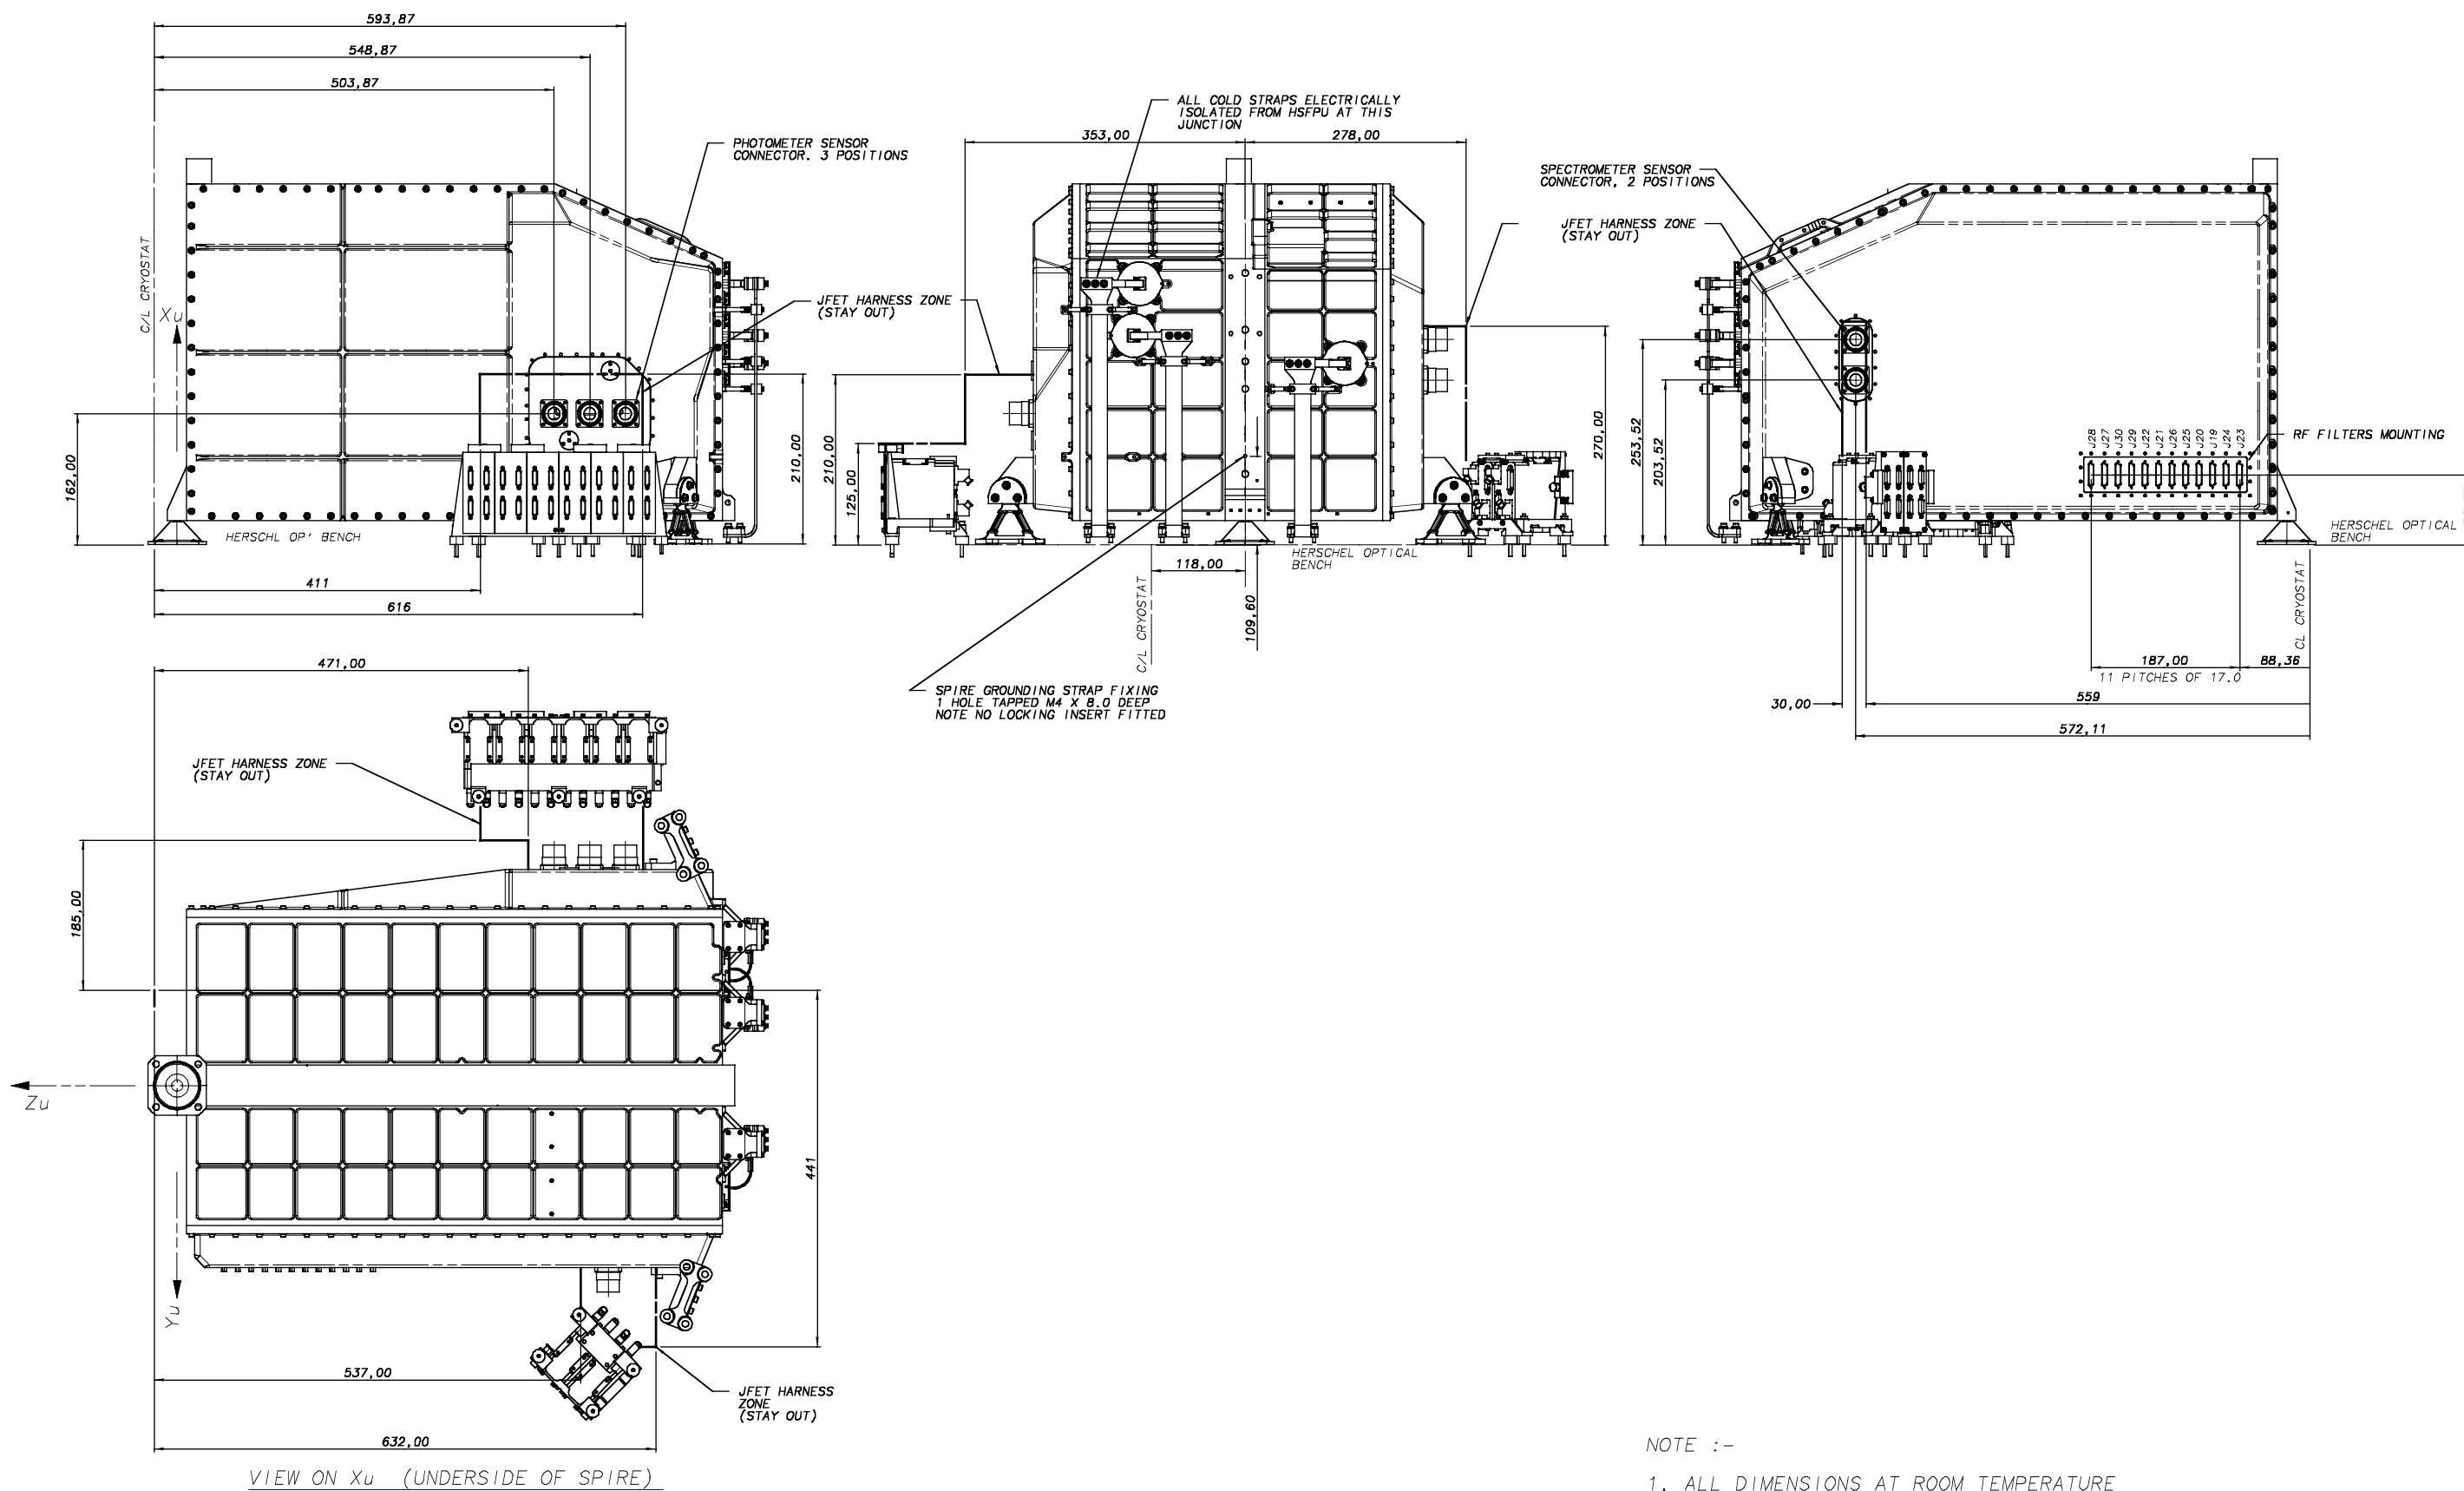 593,87
548,87
503,87
PHOTOMETER SENSOR
CONNECTOR. 3 POSITIONS
C/L CRYOSTAT
Xu
JFET HARNESS ZONE
(STAY OUT)
162,00
210,00
HERSCHL OP' BENCH
411
616
ALL COLD STRAPS ELECTRICALLY
ISOLATED FROM HSFPU AT THIS
JUNCTION
353,00
278,00
210,00
125,00
270,00
118,00
HERSCHEL OPTICAL
BENCH
C/L CRYOSTAT
109,60
SPIRE GROUNDING STRAP FIXING
1 HOLE TAPPED M4 X 8.0 DEEP
NOTE NO LOCKING INSERT FITTED
SPECTROMETER SENSOR
CONNECTOR, 2 POSITIONS
JFET HARNESS ZONE
(STAY OUT)
253,52
203,52
J28
J27
J30
J29
J22
J21
J26
J25
J20
J19
J24
J23
RF FILTERS MOUNTING
HERSCHEL OPTICAL
BENCH
CL CRYOSTAT
187,00
88,36
11 PITCHES OF 17.0
30,00
559
572,11
471,00
JFET HARNESS ZONE
(STAY OUT)
185,00
Zu
Yu
441
537,00
JFET HARNESS
ZONE
(STAY OUT)
632,00
VIEW ON Xu (UNDERSIDE OF SPIRE)
NOTE :-
1. ALL DIMENSIONS AT ROOM TEMPERATURE